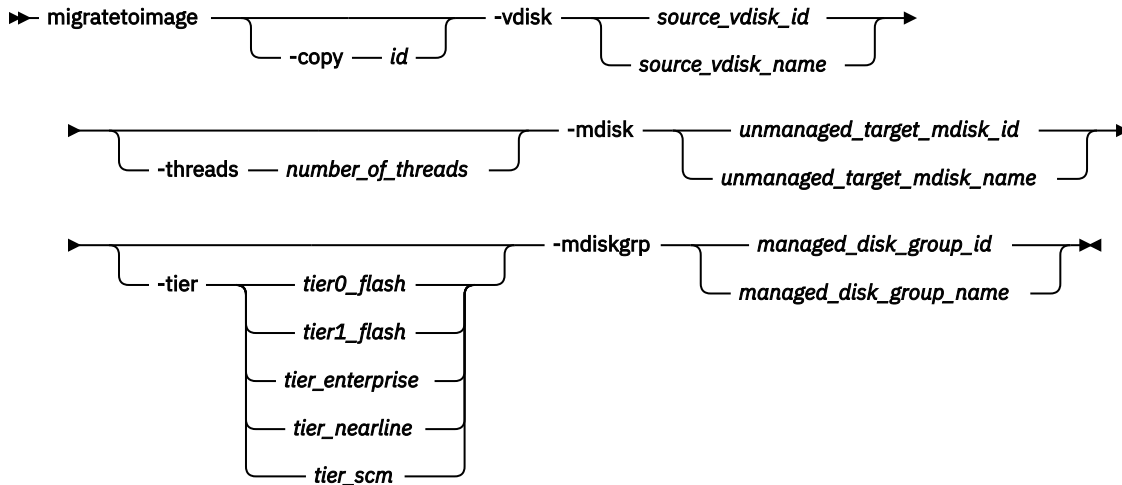 migratetoimage -vdisk source_vdisk_id
-copy id source_vdisk_name
-mdisk unmanaged_target_mdisk_id
-threads number_of_threads unmanaged_target_mdisk_name
-mdiskgrp managed_disk_group_id
-tier tier0_flash managed_disk_group_name
tier1_flash
tier_enterprise
tier_nearline
tier_scm